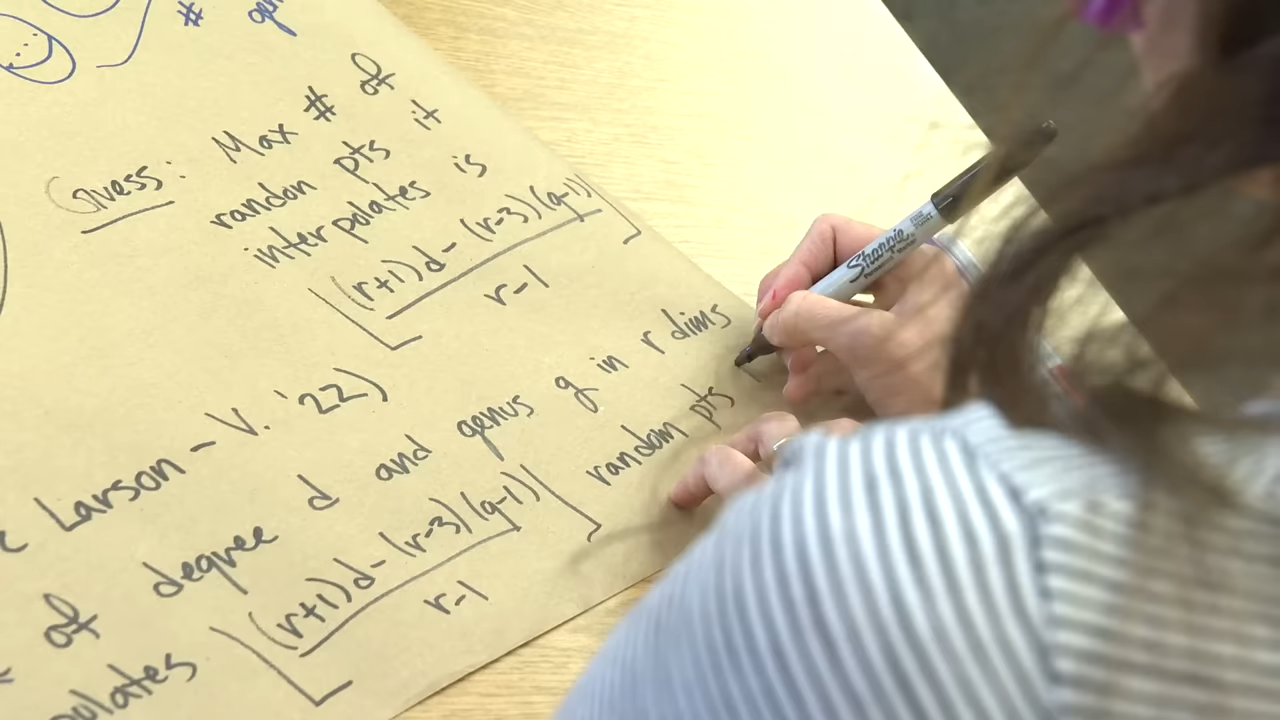 #
Guess: Max # of
random pts it
interpolates is
⌊(r+1)d-(r-3)(g-1)⌋
r-1
Larson-V. '22)
of degree d and genus g in r dims
polates ⌊(r+1)d-(r-3)(g-1)⌋ random pts
r-1
Sharpie